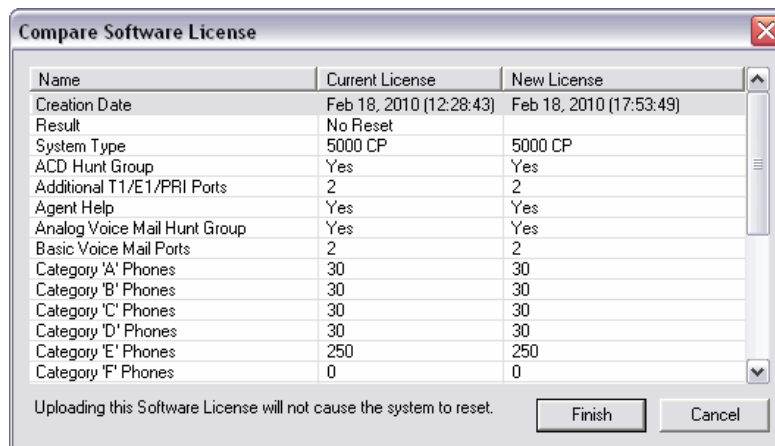 Compare Software License
Name Current License New License
Creation Date Feb 18, 2010 (12:28:43) Feb 18, 2010 (17:53:49)
Result No Reset
System Type 5000 CP 5000 CP
ACD Hunt Group Yes Yes
Additional T1/E1/PRI Ports 2 2
Agent Help Yes Yes
Analog Voice Mail Hunt Group Yes Yes
Basic Voice Mail Ports 2 2
Category 'A' Phones 30 30
Category 'B' Phones 30 30
Category 'C' Phones 30 30
Category 'D' Phones 30 30
Category 'E' Phones 250 250
Category 'F' Phones 0 0
Uploading this Software License will not cause the system to reset. Finish Cancel